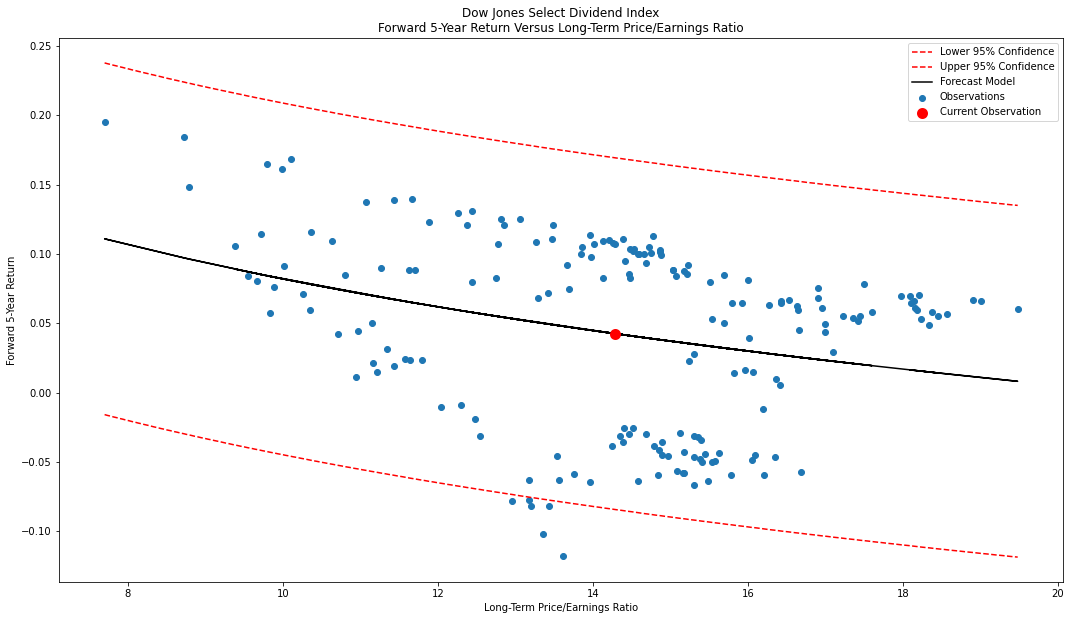 Dow Jones Select Dividend Index
Forward 5-Year Return Versus Long-Term Price/Earnings Ratio
Lower 95% Confidence
Upper 95% Confidence
Forecast Model
Observations
Current Observation
Forward 5-Year Return
0.25
0.20
0.15
0.10
0.05
0.00
−0.05
−0.10
8 10 12 14 16 18 20
Long-Term Price/Earnings Ratio